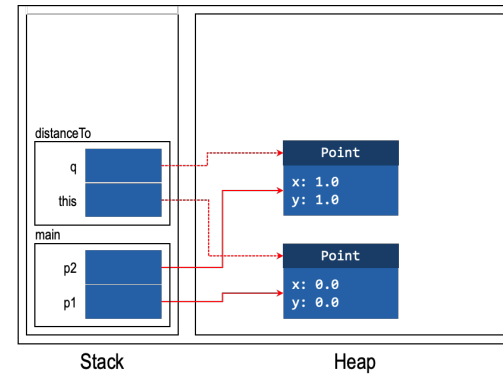 distanceTo
q
this
main
p2
p1
Point
x: 1.0
y: 1.0
Point
x: 0.0
y: 0.0
Stack
Heap